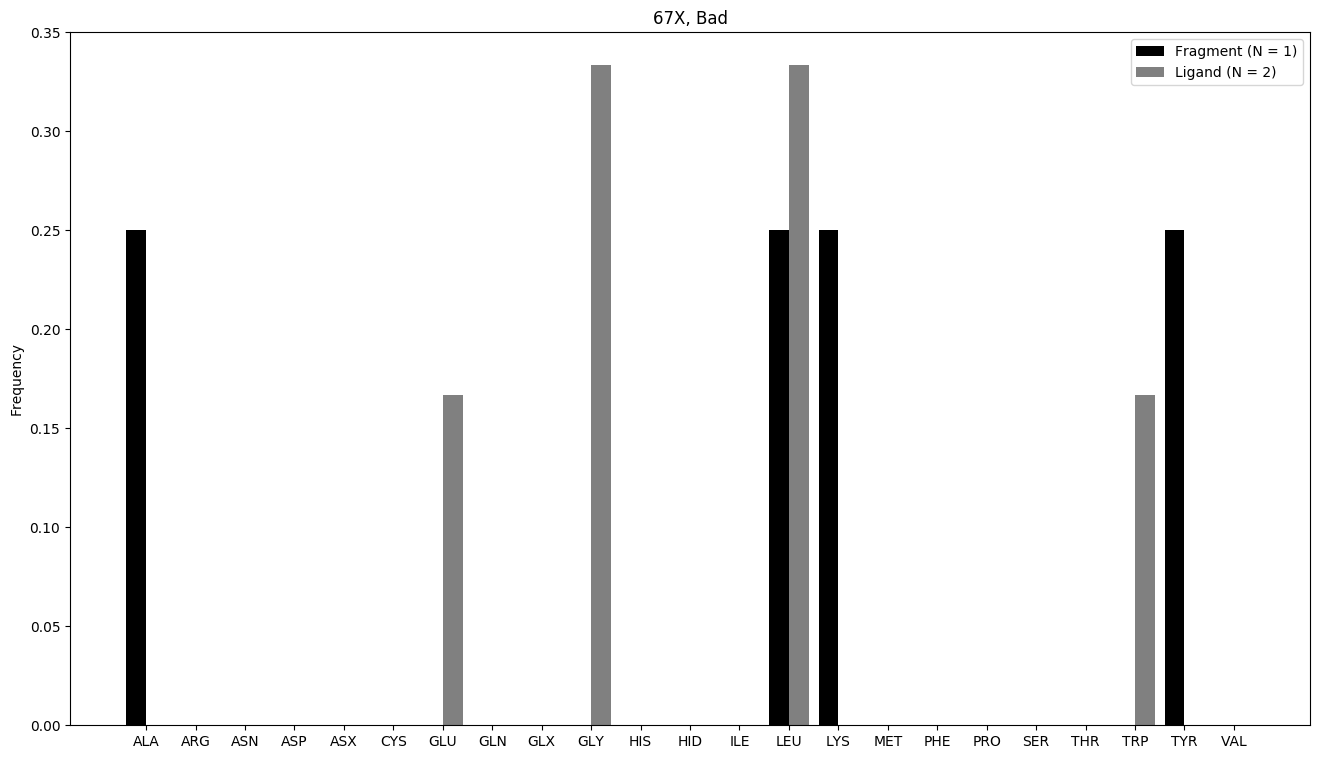 67X, Bad
Fragment (N = 1)
Ligand (N = 2)
Frequency
0.35
0.30
0.25
0.20
0.15
0.10
0.05
0.00
ALA ARG ASN ASP ASX CYS GLU GLN GLX GLY HIS HID ILE LEU LYS MET PHE PRO SER THR TRP TYR VAL